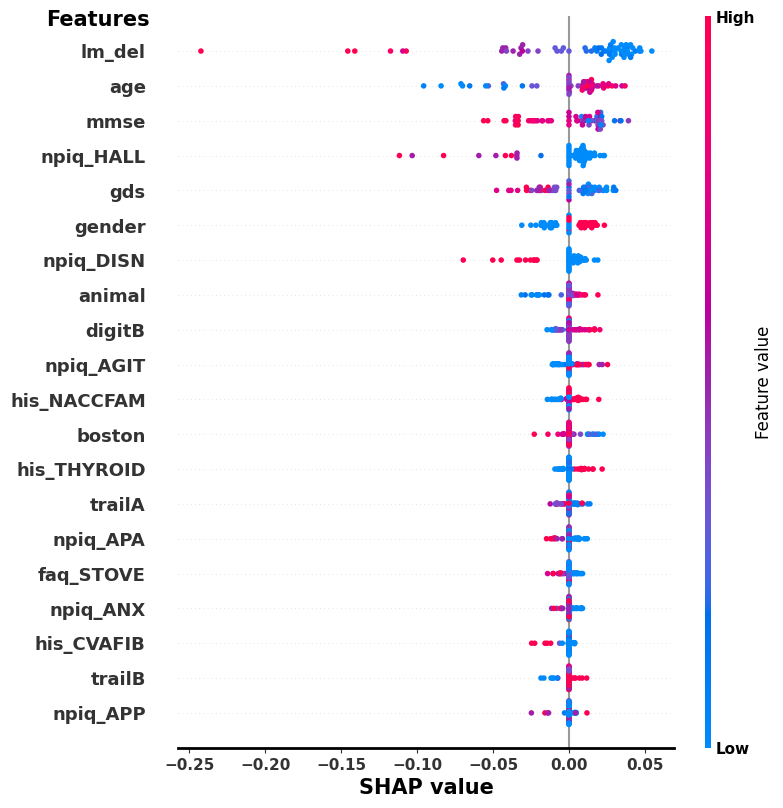 Features
High
lm_del
age
mmse
npiq_HALL
gds
gender
npiq_DISN
animal
digitB
npiq_AGIT
his_NACCFAM
boston
his_THYROID
trailA
npiq_APA
faq_STOVE
npiq_ANX
his_CVAFIB
trailB
npiq_APP
Feature value
Low
−0.25 −0.20 −0.15 −0.10 −0.05 0.00 0.05
SHAP value